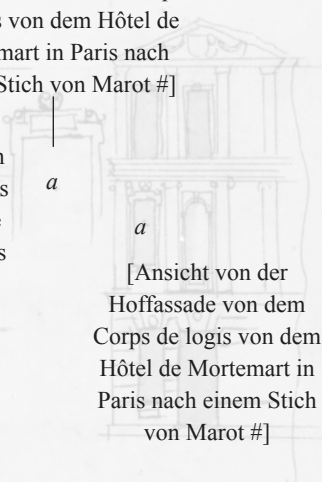 von dem Hôtel de
mart in Paris nach
Stich von Marot #]
a
a
[Ansicht von der
Hoffassade von dem
Corps de logis von dem
Hôtel de Mortemart in
Paris nach einem Stich
von Marot #]